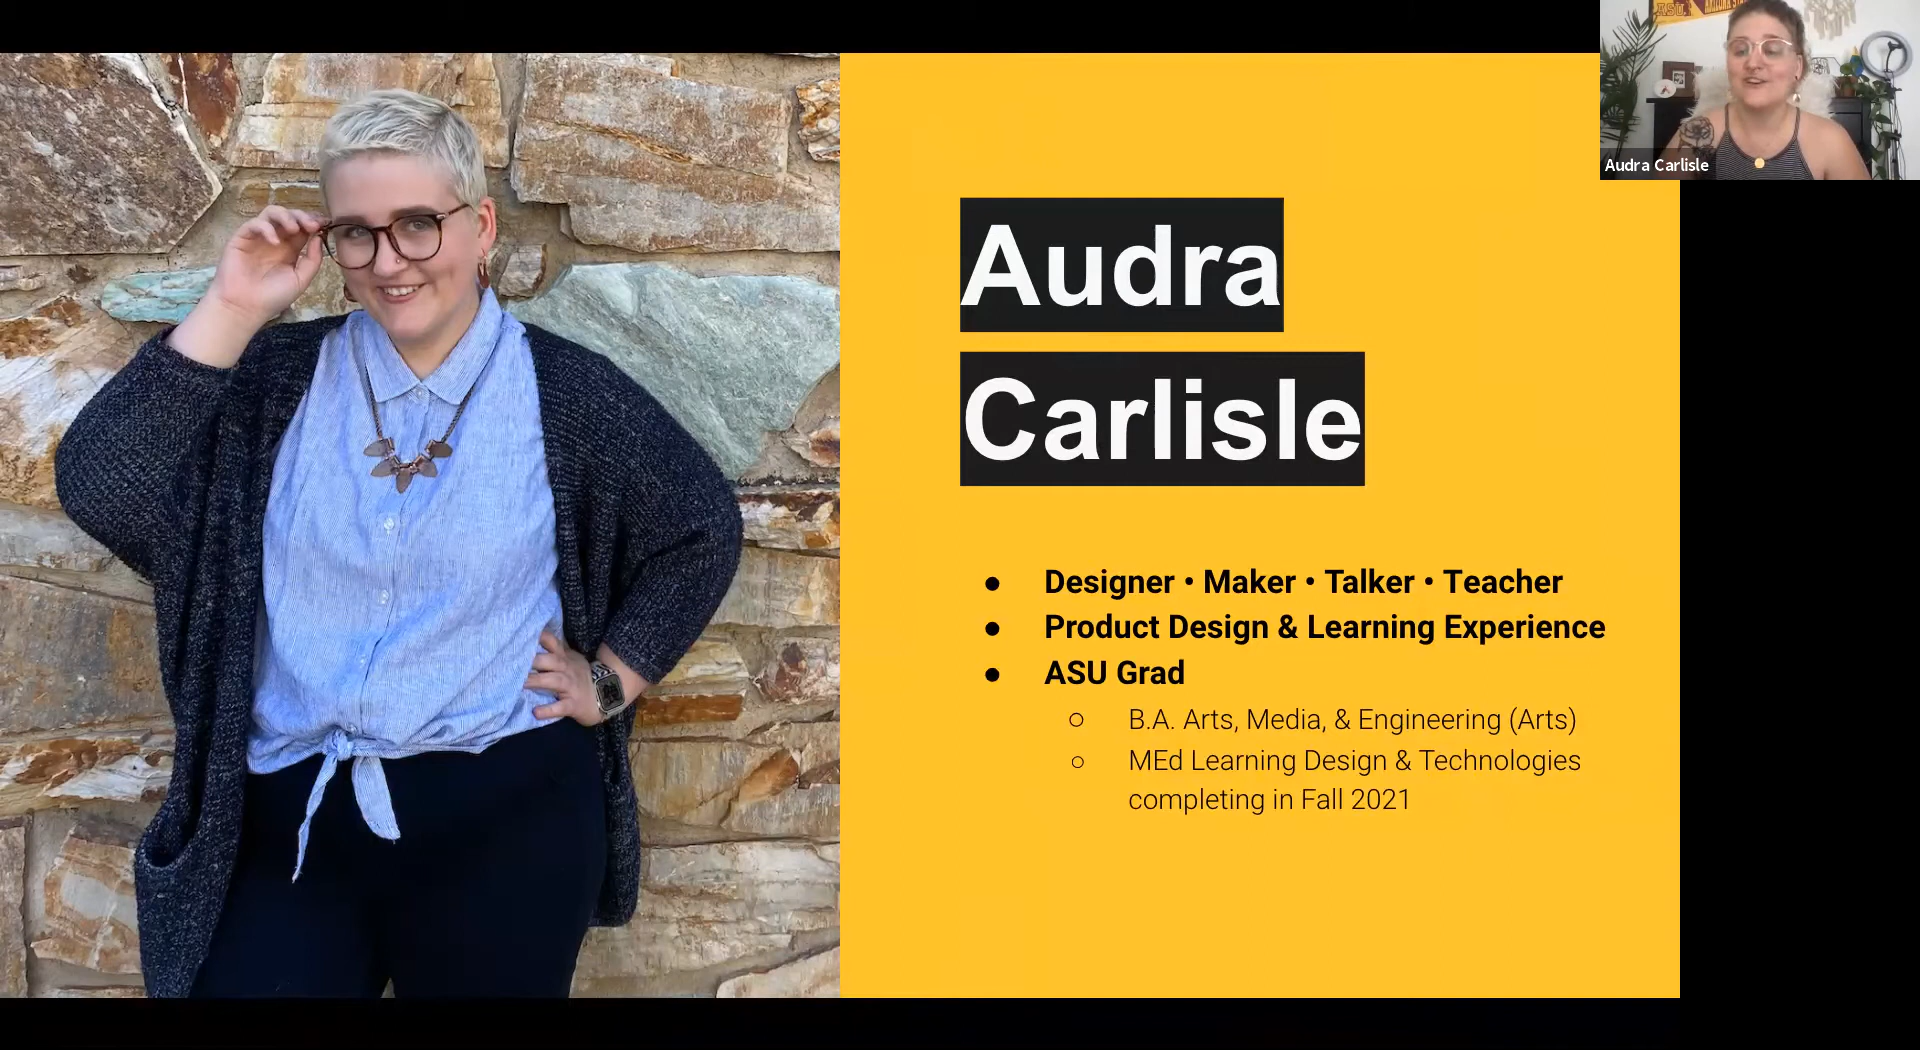 Audra
Carlisle
● Designer • Maker • Talker • Teacher
● Product Design & Learning Experience
● ASU Grad
○ B.A. Arts, Media, & Engineering (Arts)
○ MEd Learning Design & Technologies
completing in Fall 2021
ASU
Audra Carlisle